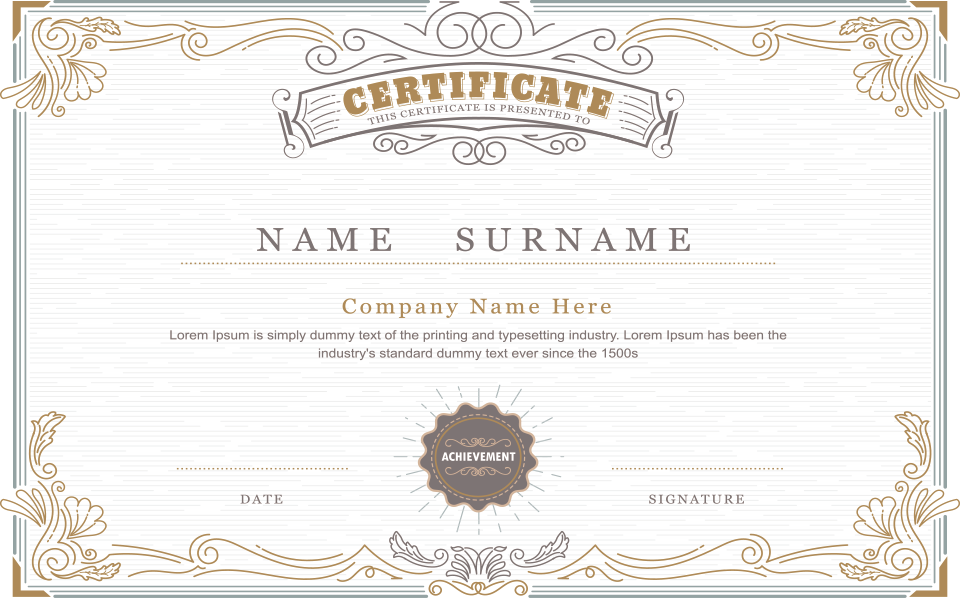 CERTIFICATE
THIS CERTIFICATE IS PRESENTED TO
NAME SURNAME
Company Name Here
Lorem Ipsum is simply dummy text of the printing and typesetting industry. Lorem Ipsum has been the
industry's standard dummy text ever since the 1500s
ACHIEVEMENT
DATE
SIGNATURE